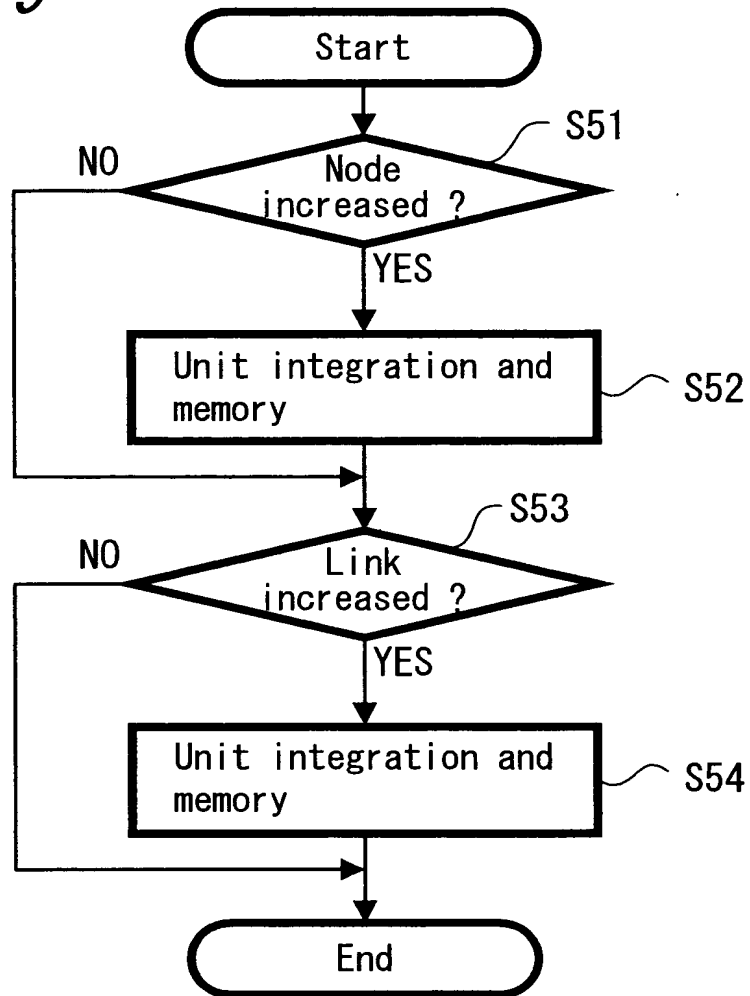 Start
S51
NO
Node
increased ?
YES
Unit integration and
memory
S52
S53
NO
Link
increased ?
YES
Unit integration and
memory
S54
End